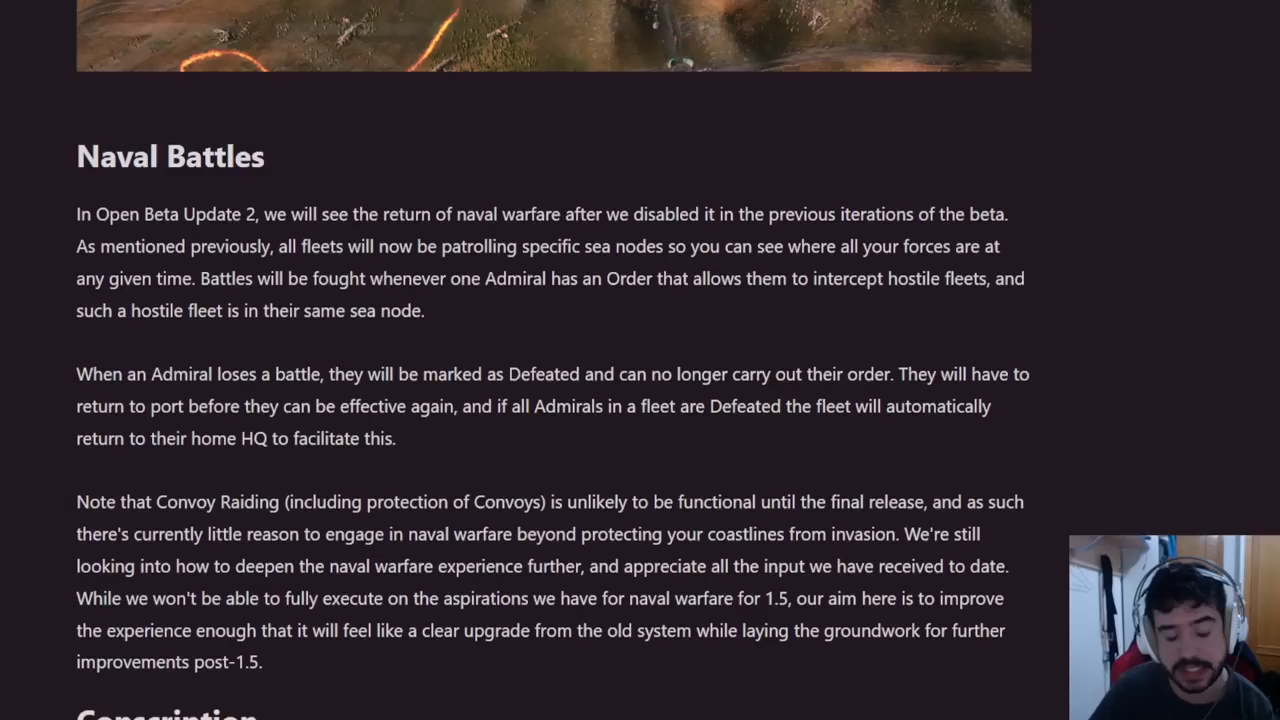 Naval Battles
In Open Beta Update 2, we will see the return of naval warfare after we disabled it in the previous iterations of the beta.
As mentioned previously, all fleets will now be patrolling specific sea nodes so you can see where all your forces are at
any given time. Battles will be fought whenever one Admiral has an Order that allows them to intercept hostile fleets, and
such a hostile fleet is in their same sea node.
When an Admiral loses a battle, they will be marked as Defeated and can no longer carry out their order. They will have to
return to port before they can be effective again, and if all Admirals in a fleet are Defeated the fleet will automatically
return to their home HQ to facilitate this.
Note that Convoy Raiding (including protection of Convoys) is unlikely to be functional until the final release, and as such
there's currently little reason to engage in naval warfare beyond protecting your coastlines from invasion. We're still
looking into how to deepen the naval warfare experience further, and appreciate all the input we have received to date.
While we won't be able to fully execute on the aspirations we have for naval warfare for 1.5, our aim here is to improve
the experience enough that it will feel like a clear upgrade from the old system while laying the groundwork for further
improvements post-1.5.
Conscription